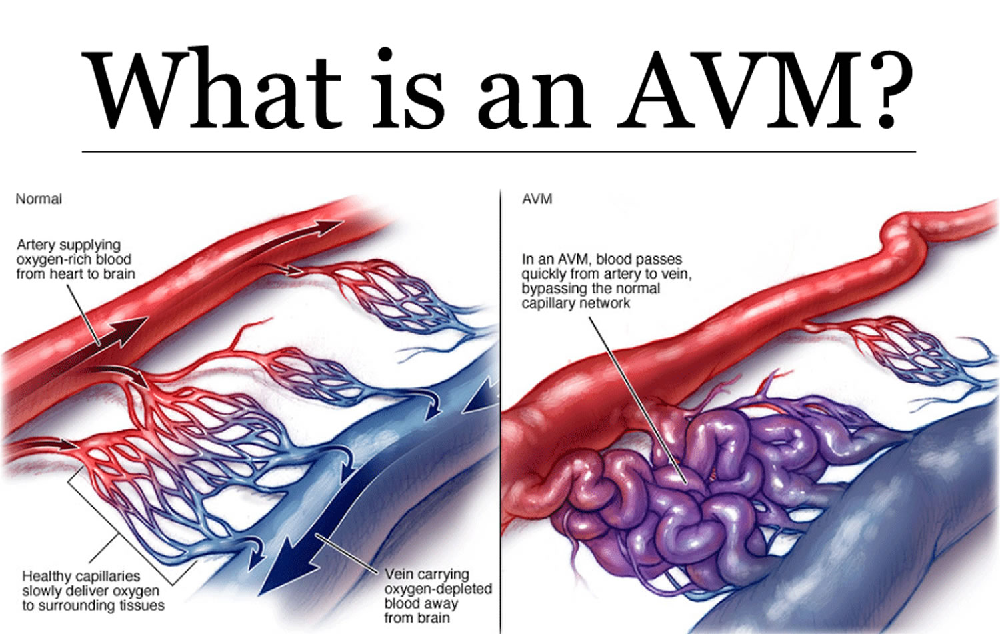 What is an AVM?
Normal
Artery supplying
oxygen-rich blood
from heart to brain
Healthy capillaries
slowly deliver oxygen
to surrounding tissues
Vein carrying
oxygen-depleted
blood away
from brain
AVM
In an AVM, blood passes
quickly from artery to vein,
bypassing the normal
capillary network